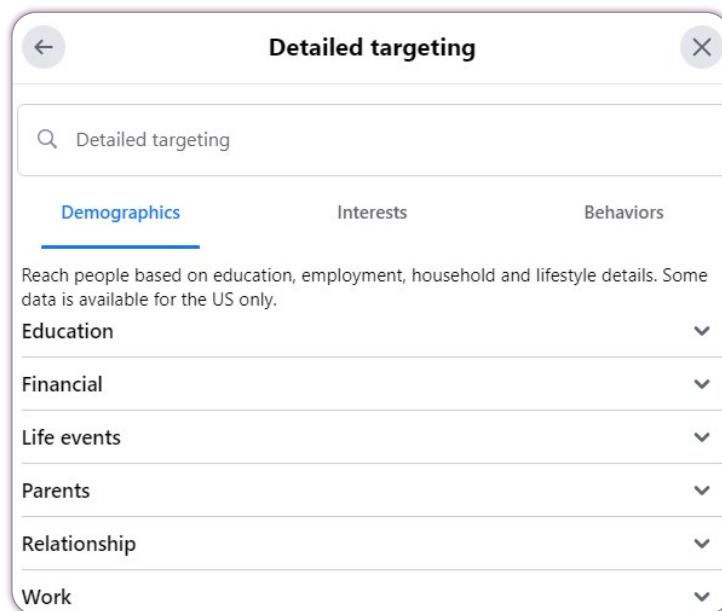 Detailed targeting
Detailed targeting
Demographics Interests Behaviors
Reach people based on education, employment, household and lifestyle details. Some
data is available for the US only.
Education
Financial
Life events
Parents
Relationship
Work